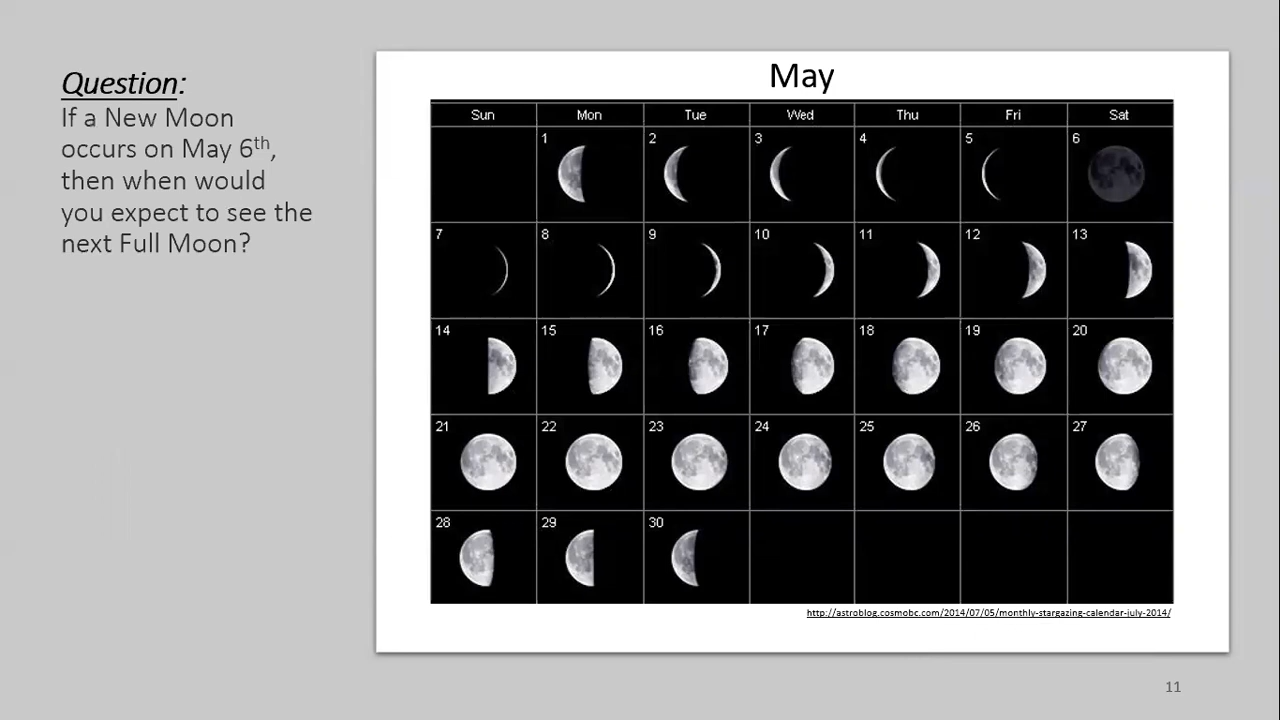 Question:
If a New Moon
occurs on May 6th,
then when would
you expect to see the
next Full Moon?
May
Sun Mon Tue Wed Thu Fri Sat
1 2 3 4 5 6
7 8 9 10 11 12 13
14 15 16 17 18 19 20
21 22 23 24 25 26 27
28 29 30
http://astroblog.cosmobc.com/2014/07/05/monthly-stargazing-calendar-july-2014/
11